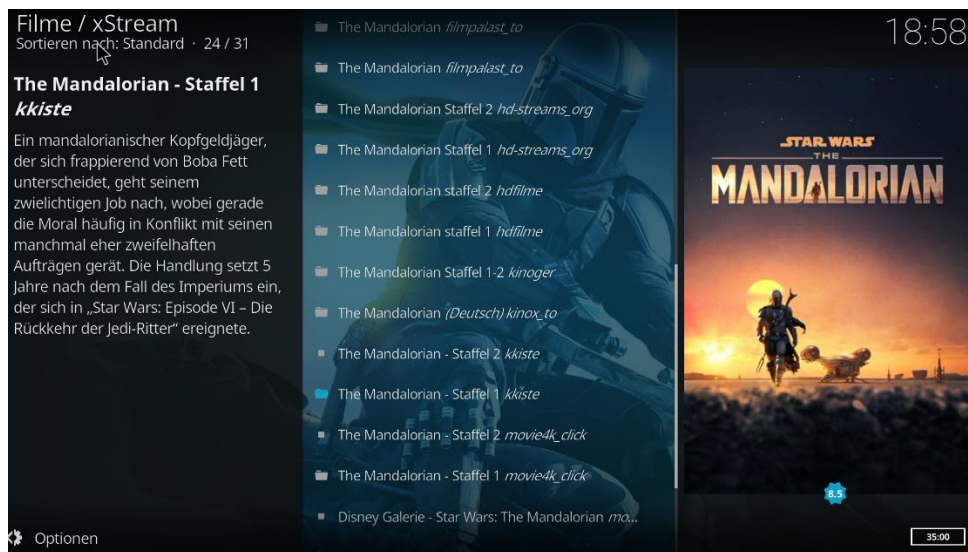 Filme / xStream
Sortieren nach: Standard · 24 / 31
The Mandalorian - Staffel 1
kkiste
Ein mandalorianischer Kopfgeldjäger,
der sich frappierend von Boba Fett
unterscheidet, geht seinem
zwielichtigen Job nach, wobei gerade
die Moral häufig in Konflikt mit seinen
manchmal eher zweifelhaften
Aufträgen gerät. Die Handlung setzt 5
Jahre nach dem Fall des Imperiums ein,
der sich in „Star Wars: Episode VI – Die
Rückkehr der Jedi-Ritter“ ereignete.
Optionen
The Mandalorian filmpalast_to
The Mandalorian filmpalast_to
The Mandalorian Staffel 2 hd-streams_org
The Mandalorian Staffel 1 hd-streams_org
The Mandalorian staffel 2 hdfilme
The Mandalorian staffel 1 hdfilme
The Mandalorian Staffel 1-2 kinoger
The Mandalorian (Deutsch) kinox_to
The Mandalorian - Staffel 2 kkiste
The Mandalorian - Staffel 1 kkiste
The Mandalorian - Staffel 2 movie4k_click
The Mandalorian - Staffel 1 movie4k_click
Disney Galerie - Star Wars: The Mandalorian mo...
18:58
STAR WARS
THE
MANDALORIAN
8.5
35:00